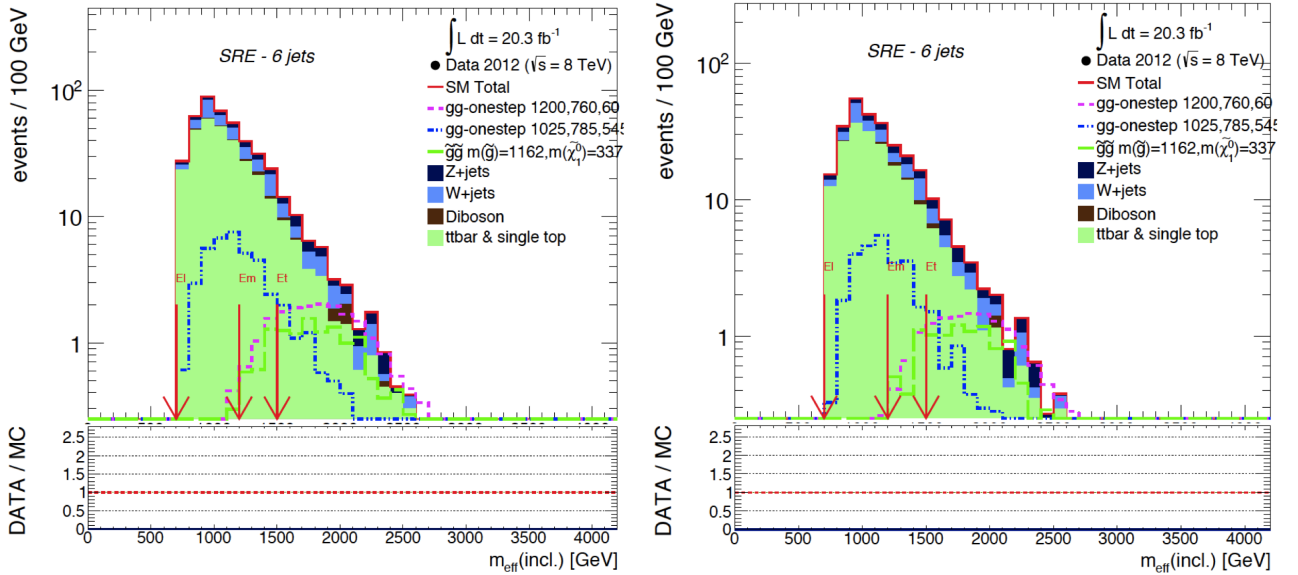 events / 100 GeV
10²
10
1
SRE - 6 jets
∫ L dt = 20.3 fb⁻¹
Data 2012 (√s = 8 TeV)
SM Total
gg-onestep 1200,760,60
gg-onestep 1025,785,545
g̃g̃ m(g̃)=1162,m(χ̃₁⁰)=337
Z+jets
W+jets
Diboson
ttbar & single top
El Em Et
DATA / MC
2.5
2
1.5
1
0.5
0
0 500 1000 1500 2000 2500 3000 3500 4000
m_eff(incl.) [GeV]
events / 100 GeV
10²
10
1
SRE - 6 jets
∫ L dt = 20.3 fb⁻¹
Data 2012 (√s = 8 TeV)
SM Total
gg-onestep 1200,760,60
gg-onestep 1025,785,545
g̃g̃ m(g̃)=1162,m(χ̃₁⁰)=337
Z+jets
W+jets
Diboson
ttbar & single top
El Em Et
DATA / MC
2.5
2
1.5
1
0.5
0
0 500 1000 1500 2000 2500 3000 3500 4000
m_eff(incl.) [GeV]